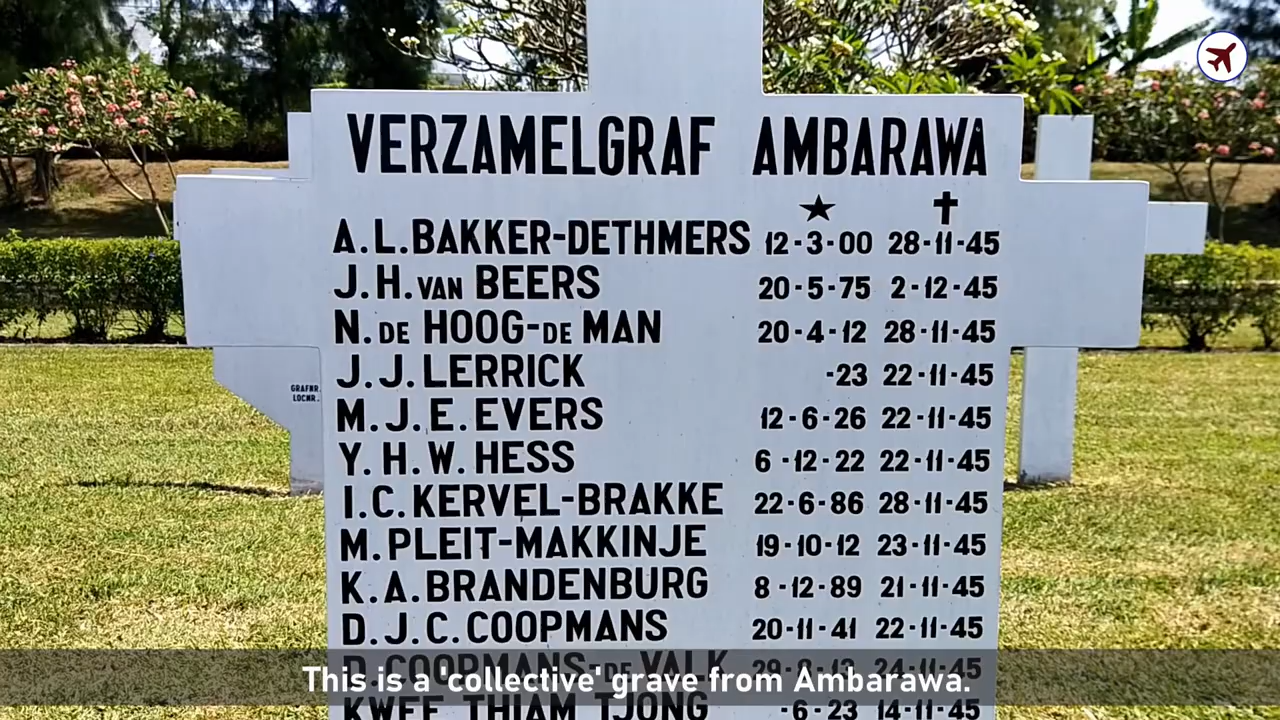 VERZAMELGRAF AMBARAWA
★ ✝
A.L. BAKKER-DETHMERS 12-3-00 28-11-45
J.H. VAN BEERS 20-5-75 2-12-45
N. DE HOOG-DE MAN 20-4-12 28-11-45
J.J. LERRICK -23 22-11-45
M.J.E. EVERS 12-6-26 22-11-45
Y.H.W. HESS 6-12-22 22-11-45
I.C. KERVEL-BRAKKE 22-6-86 28-11-45
M. PLEIT-MAKKINJE 19-10-12 23-11-45
K.A. BRANDENBURG 8-12-89 21-11-45
D.J.C. COOPMANS 20-11-41 22-11-45
D. COOPMANS-DE VALK 24-11-45
KWEE THIAM TJONG -6-23 14-11-45
GRAFNR.
LOCNR.
This is a 'collective' grave from Ambarawa.